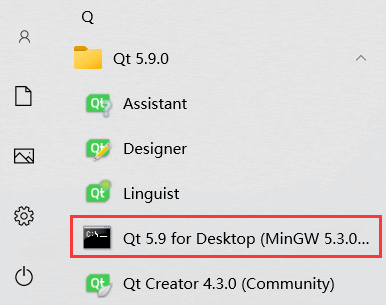 Q
Qt 5.9.0
Qt Assistant
Qt Designer
Qt Linguist
C:\. Qt 5.9 for Desktop (MinGW 5.3.0...
Qt Qt Creator 4.3.0 (Community)